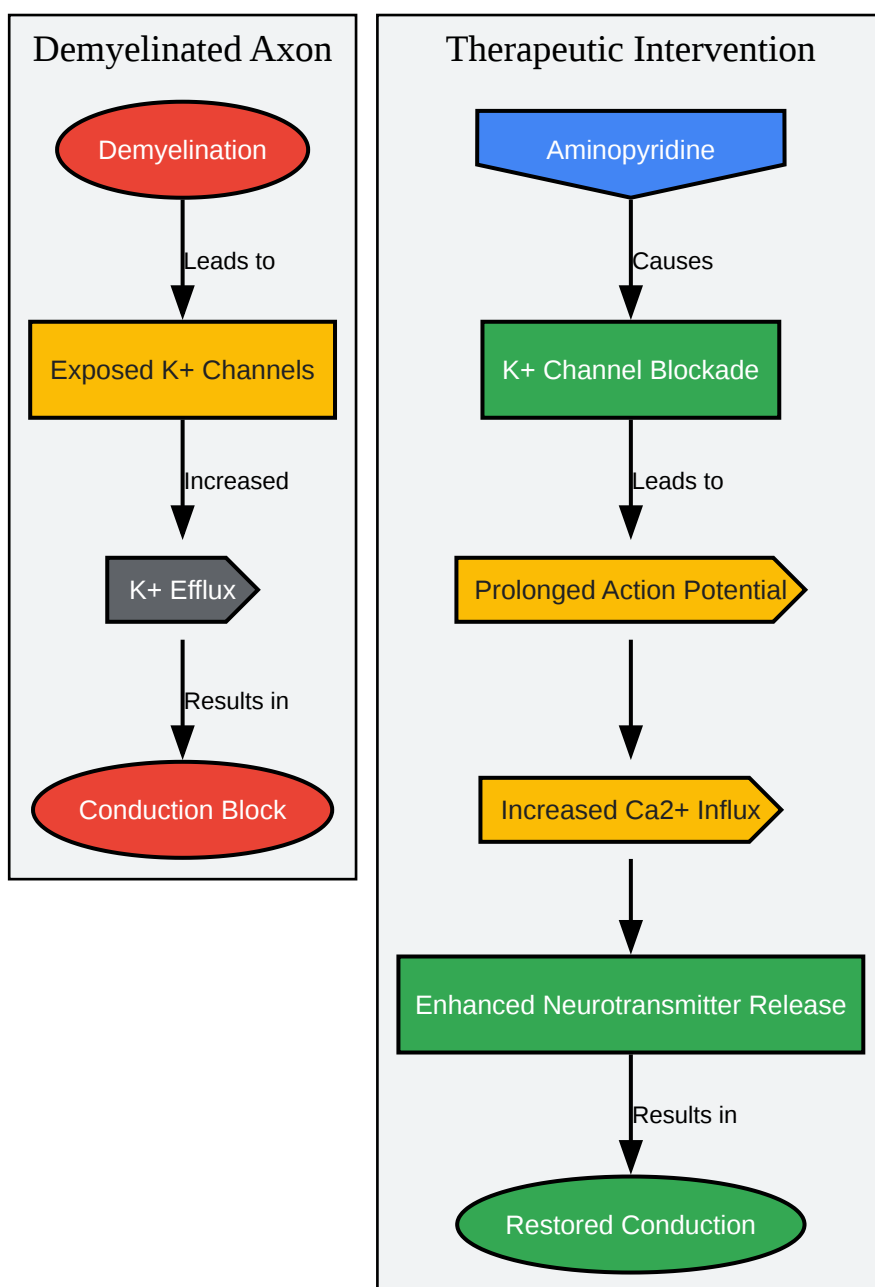 Demyelinated Axon
Demyelination
Leads to
Exposed K+ Channels
Increased
K+ Efflux
Results in
Conduction Block
Therapeutic Intervention
Aminopyridine
Causes
K+ Channel Blockade
Leads to
Prolonged Action Potential
Increased Ca2+ Influx
Enhanced Neurotransmitter Release
Results in
Restored Conduction